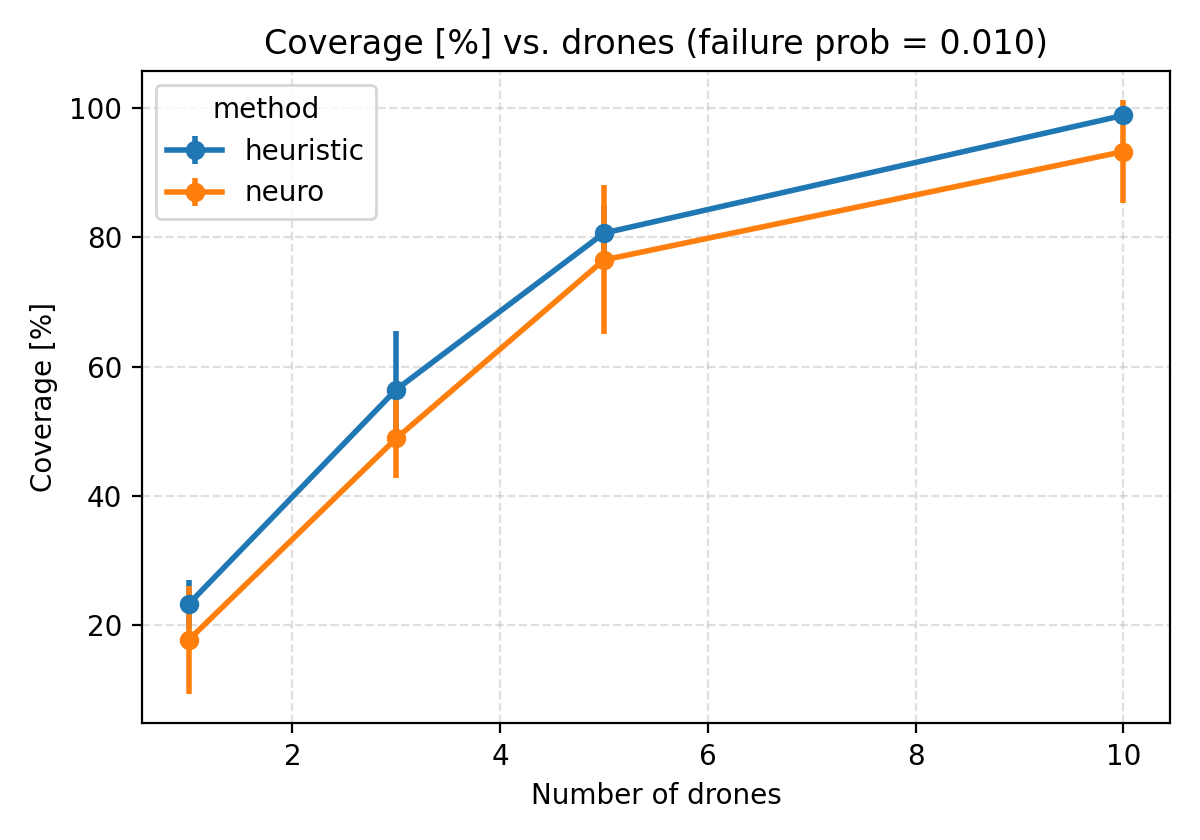 Coverage [%] vs. drones (failure prob = 0.010)
method
heuristic
neuro
100
80
60
40
20
Coverage [%]
2
4
6
8
10
Number of drones